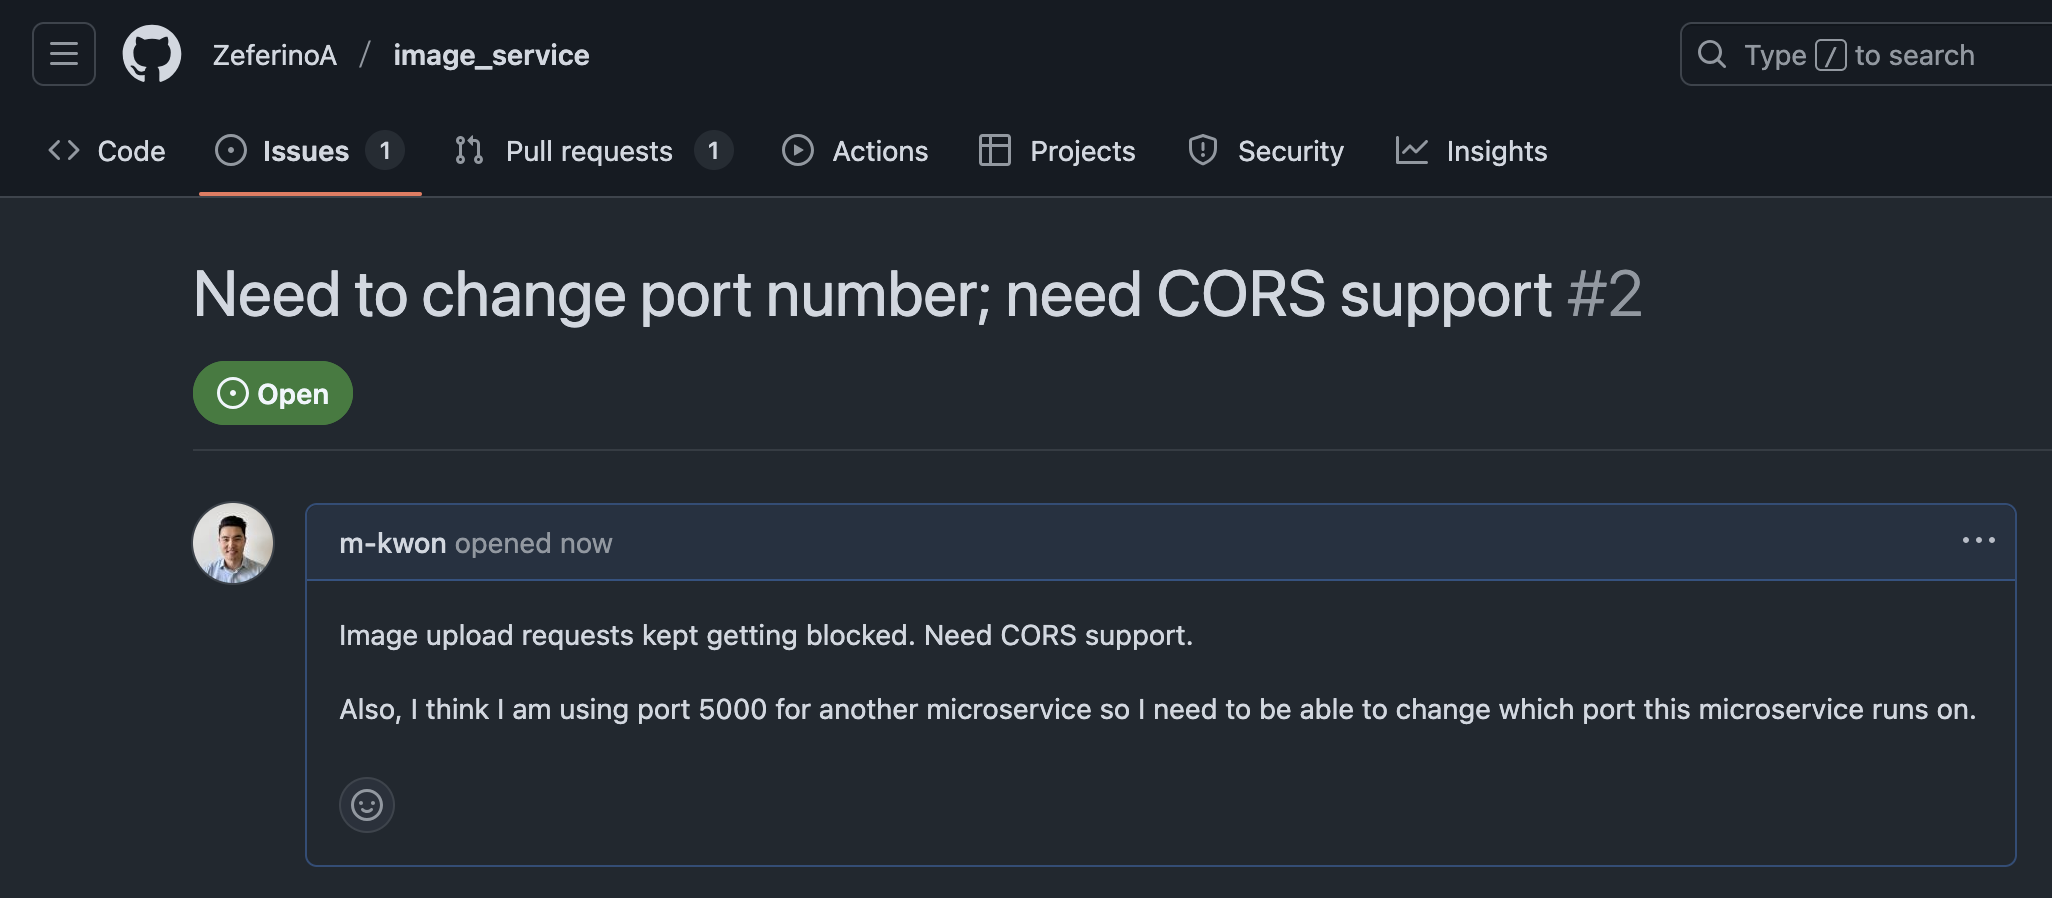 ZeferinoA / image_service
Type / to search
Code Issues 1 Pull requests 1 Actions Projects Security Insights
Need to change port number; need CORS support #2
Open
m-kwon opened now
Image upload requests kept getting blocked. Need CORS support.
Also, I think I am using port 5000 for another microservice so I need to be able to change which port this microservice runs on.